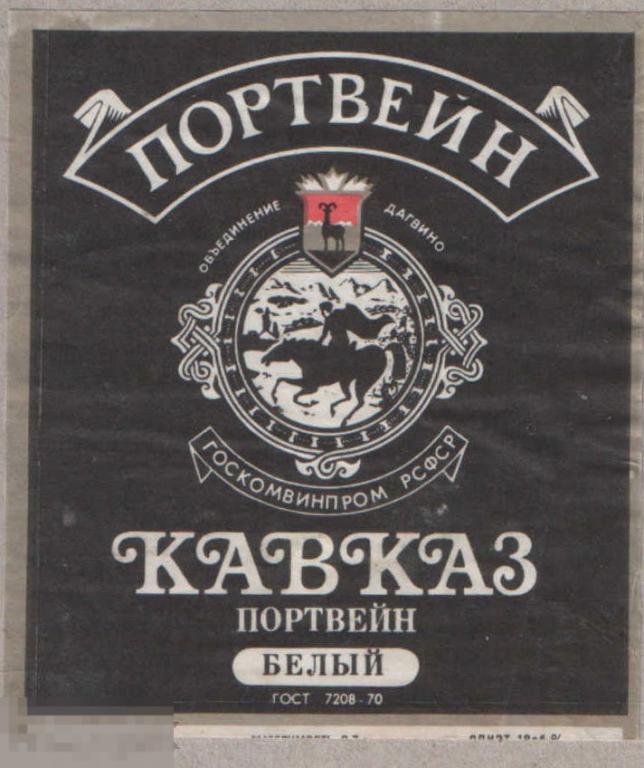 ПОРТВЕЙН
ОБЪЕДИНЕНИЕ ДАГВИНО
ГОСКОМВИНПРОМ РСФСР
КАВКАЗ
ПОРТВЕЙН
БЕЛЫЙ
ГОСТ 7208-70